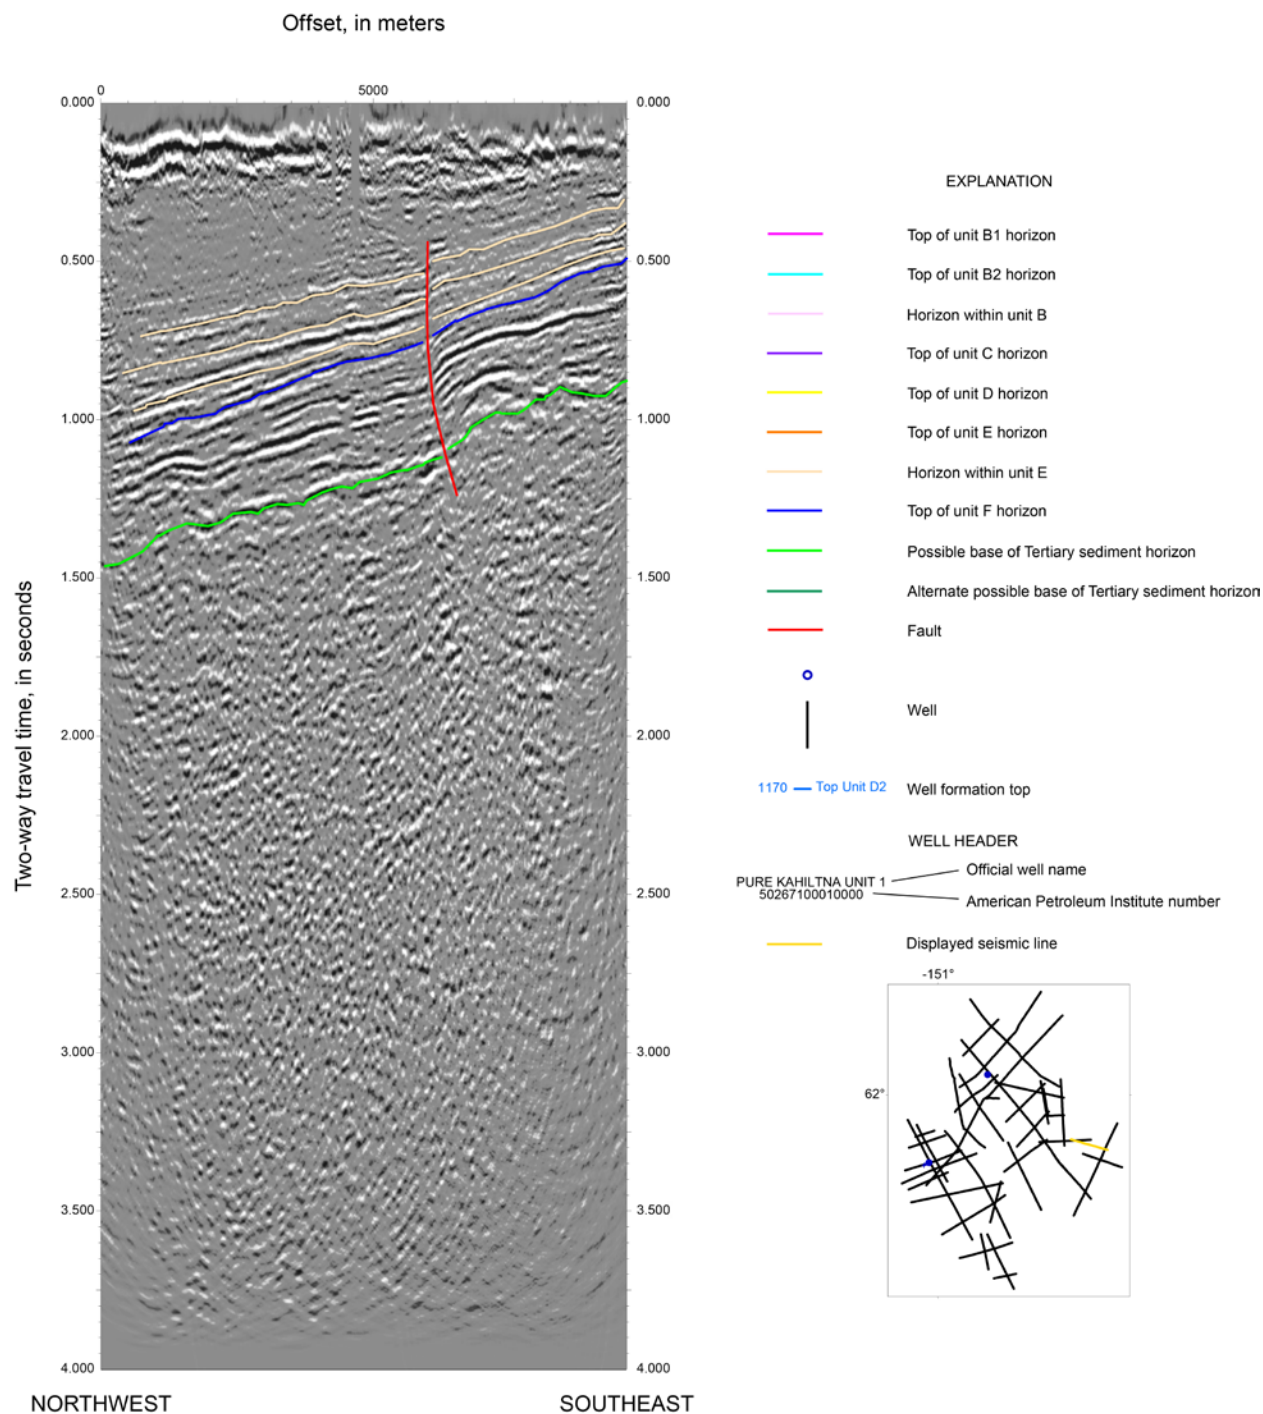 Offset, in meters
0 5000
0.000 0.000
0.500 0.500
1.000 1.000
1.500 1.500
2.000 2.000
2.500 2.500
3.000 3.000
3.500 3.500
4.000 4.000
Two-way travel time, in seconds
NORTHWEST SOUTHEAST
EXPLANATION
Top of unit B1 horizon
Top of unit B2 horizon
Horizon within unit B
Top of unit C horizon
Top of unit D horizon
Top of unit E horizon
Horizon within unit E
Top of unit F horizon
Possible base of Tertiary sediment horizon
Alternate possible base of Tertiary sediment horizon
Fault
Well
1170 Top Unit D2 Well formation top
WELL HEADER
Official well name
PURE KAHILTNA UNIT 1
50267100010000
American Petroleum Institute number
Displayed seismic line
-151°
62°